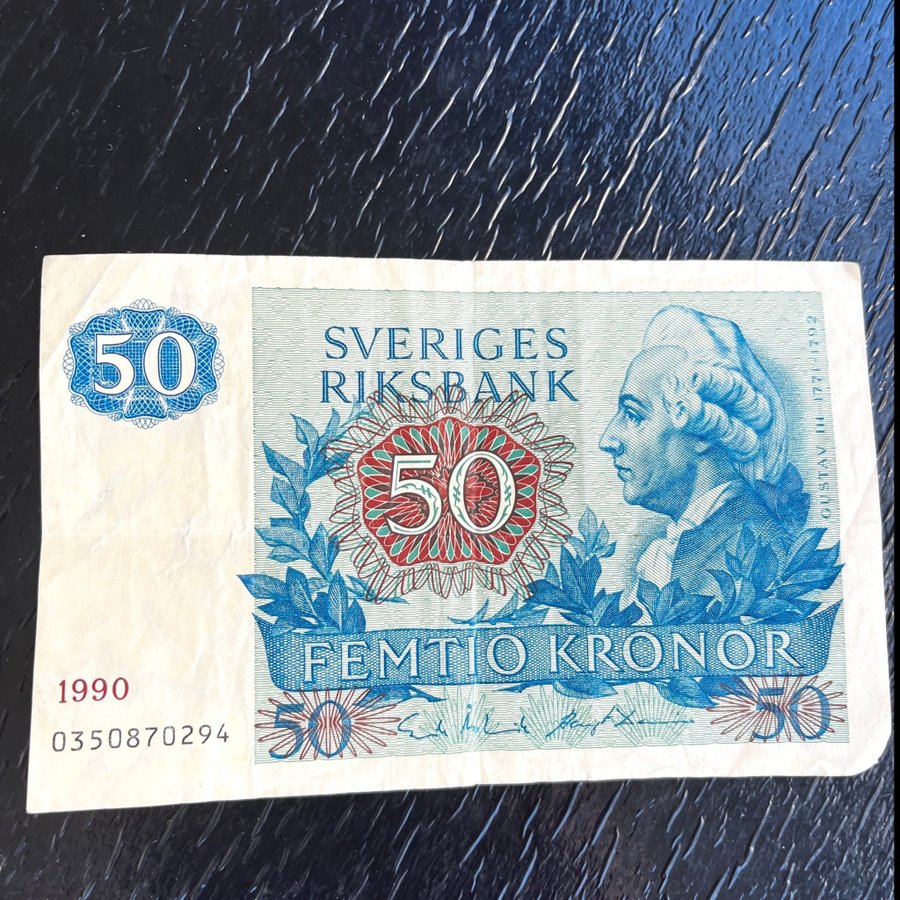 50
SVERIGES
RIKSBANK
50
GUSTAV III 1771-1792
FEMTIO KRONOR
1990
0350870294
50
50